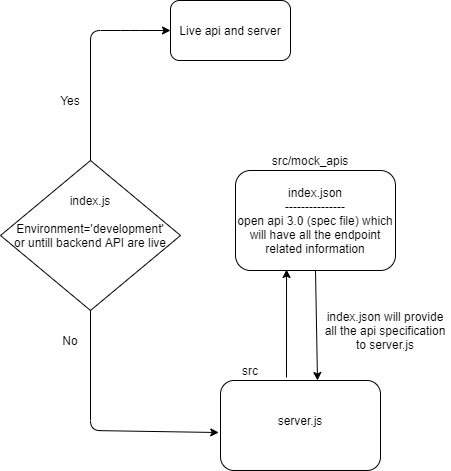 Live api and server
Yes
index.js
Environment='development'
or untill backend API are live
No
src/mock_apis
index.json
---------------
open api 3.0 (spec file) which
will have all the endpoint
related information
index.json will provide
all the api specification
to server.js
src
server.js